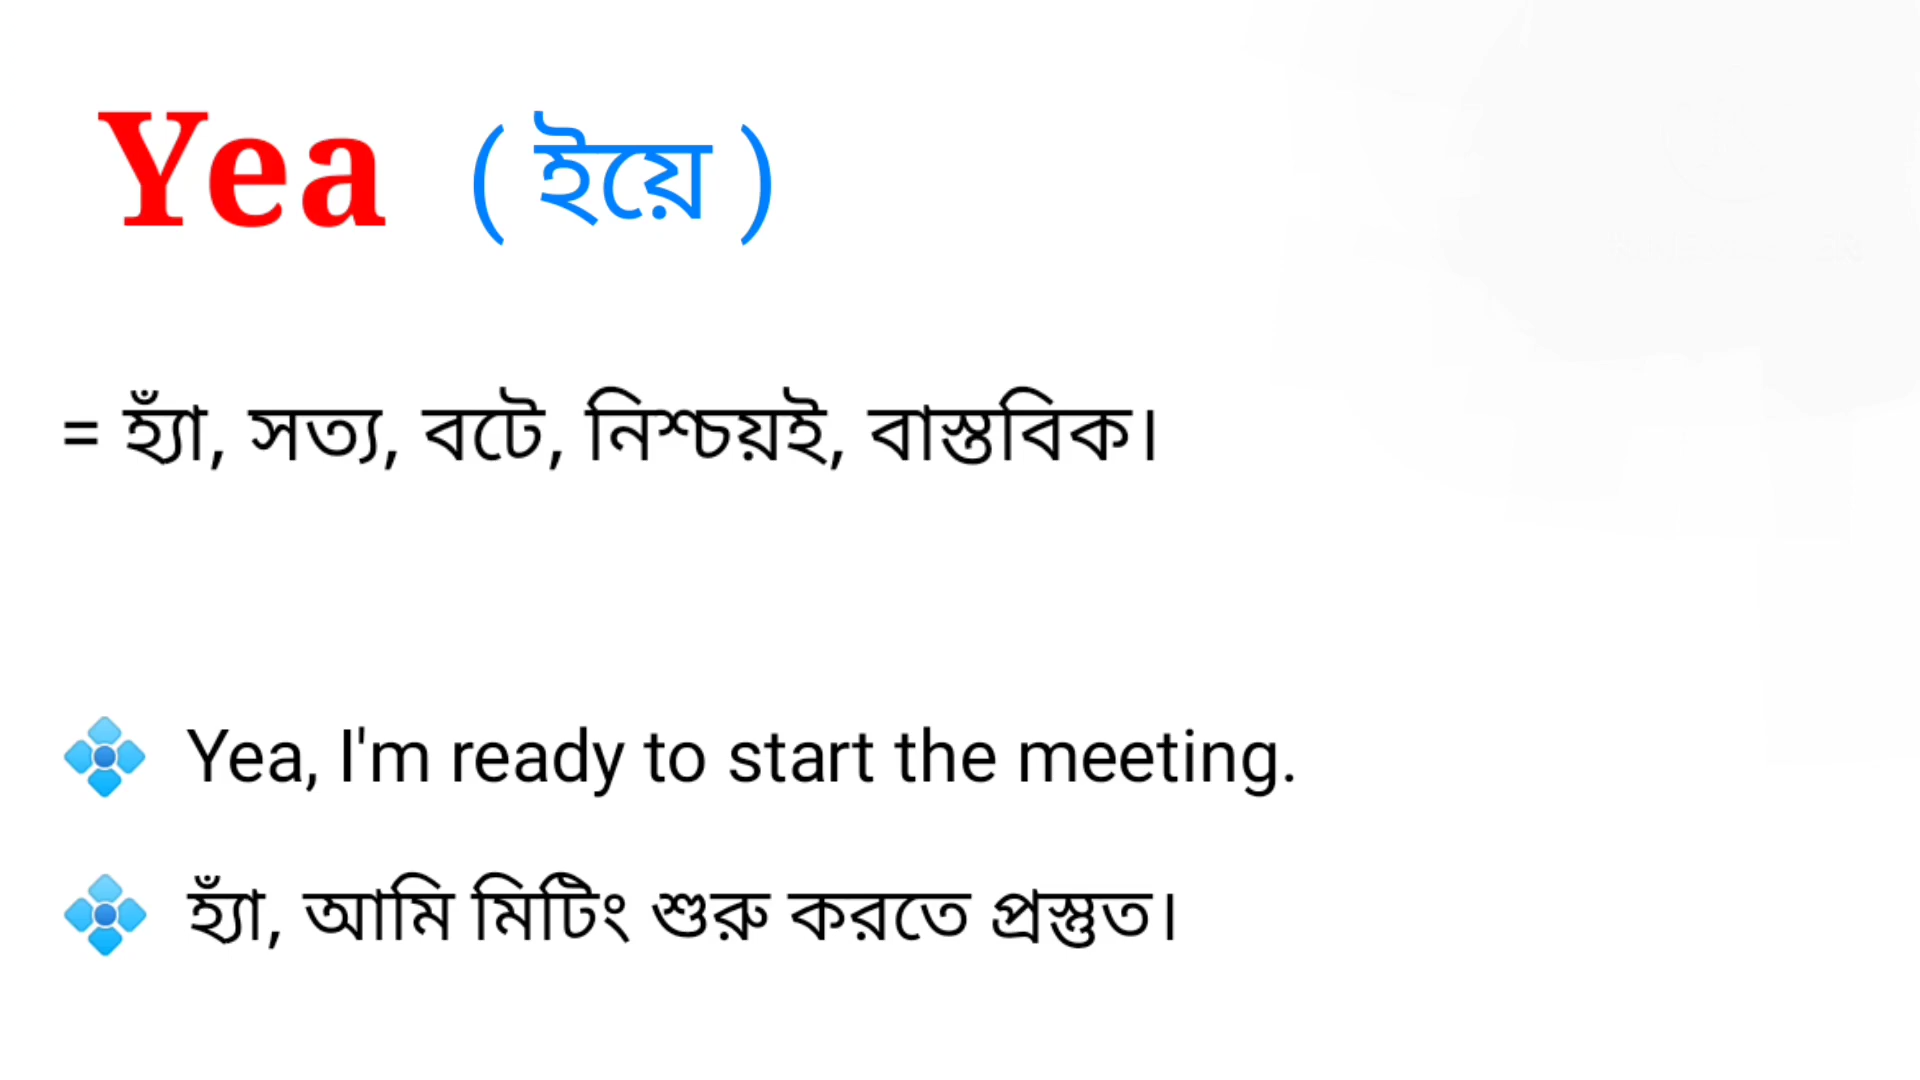 Yea ( ইয়ে )
= হ্যাঁ, সত্য, বটে, নিশ্চয়ই, বাস্তবিক।
Yea, I'm ready to start the meeting.
হ্যাঁ, আমি মিটিং শুরু করতে প্রস্তুত।